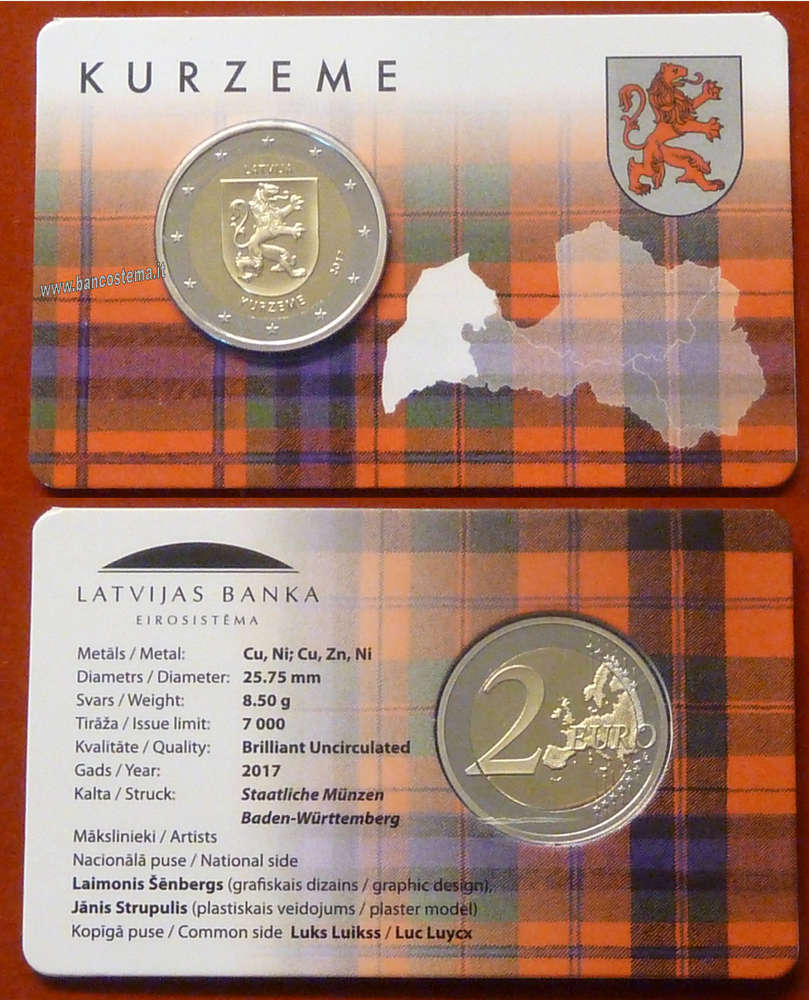 KURZEME
LATVIJA
2017
KURZEME
www.bancostema.it
LATVIJAS BANKA
EIROSISTĒMA
Metāls / Metal: Cu, Ni; Cu, Zn, Ni
Diametrs / Diameter: 25.75 mm
Svars / Weight: 8.50 g
Tirāža / Issue limit: 7 000
Kvalitāte / Quality: Brilliant Uncirculated
Gads / Year: 2017
Kalta / Struck: Staatliche Münzen
Baden-Württemberg
Mākslinieki / Artists
Nacionālā puse / National side
Laimonis Šēnbergs (grafiskais dizains / graphic design),
Jānis Strupulis (plastiskais veidojums / plaster model)
Kopīgā puse / Common side Luks Luikss / Luc Luycx
2 EURO